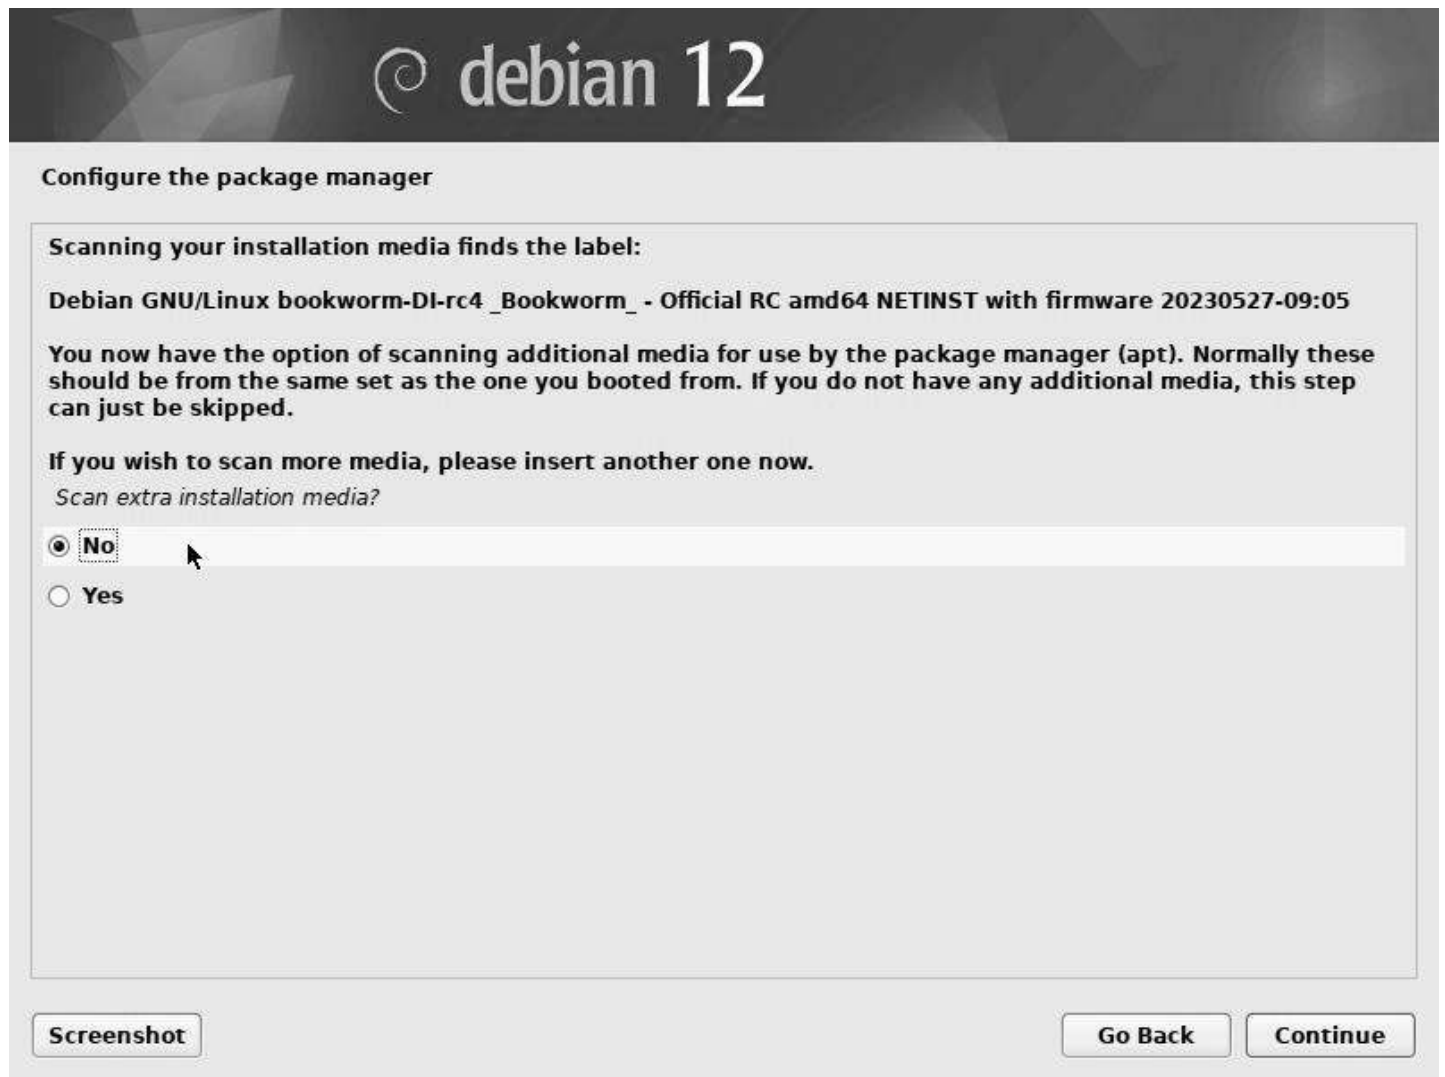 debian 12
Configure the package manager
Scanning your installation media finds the label:
Debian GNU/Linux bookworm-DI-rc4 _Bookworm_ - Official RC amd64 NETINST with firmware 20230527-09:05
You now have the option of scanning additional media for use by the package manager (apt). Normally these
should be from the same set as the one you booted from. If you do not have any additional media, this step
can just be skipped.
If you wish to scan more media, please insert another one now.
Scan extra installation media?
No
Yes
Screenshot
Go Back
Continue